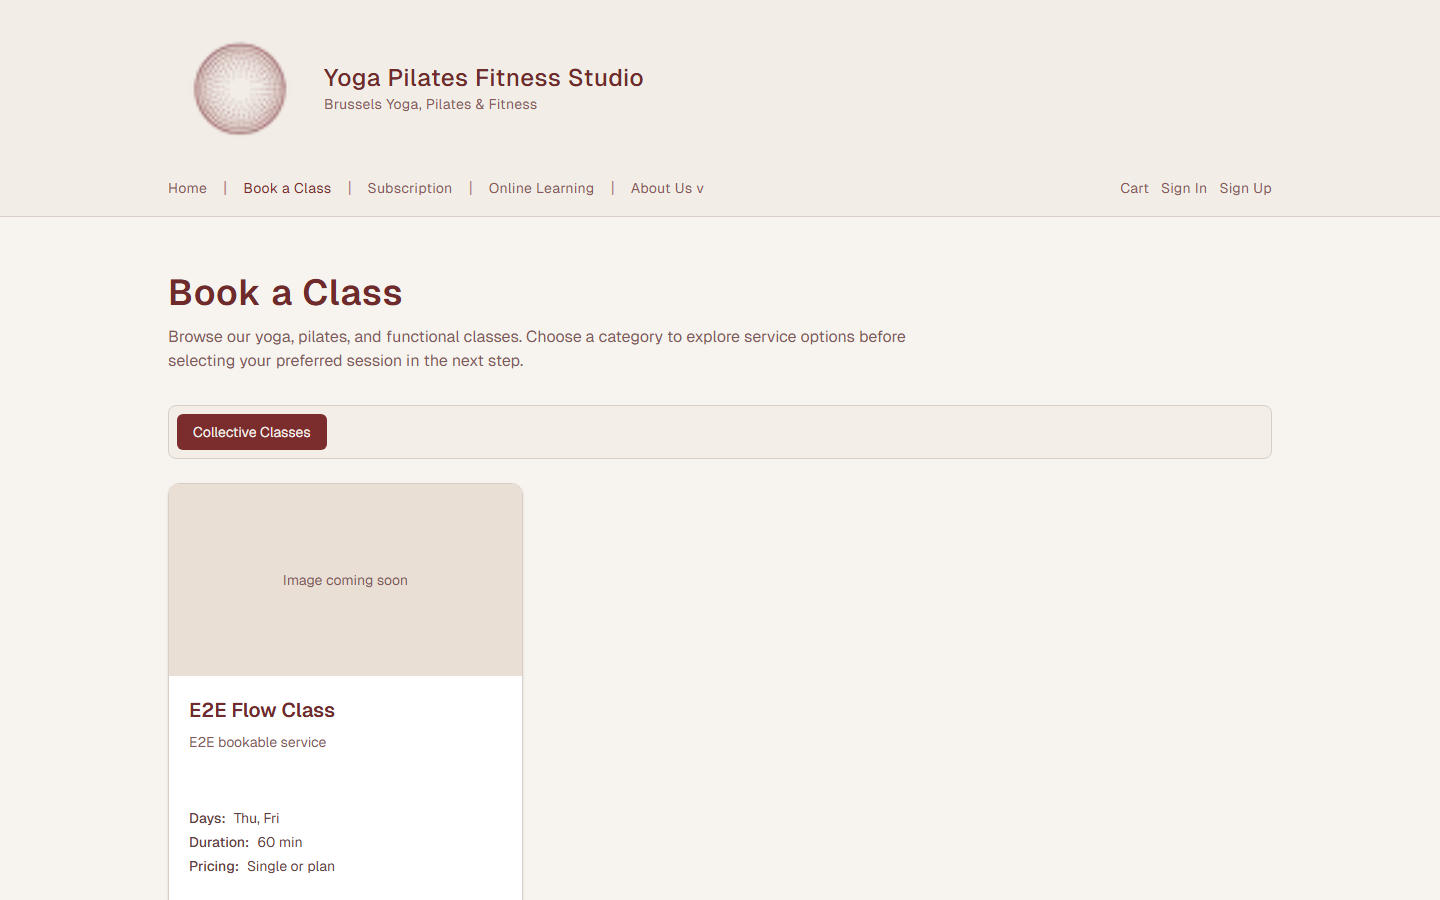 Yoga Pilates Fitness Studio
Brussels Yoga, Pilates & Fitness
Home | Book a Class | Subscription | Online Learning | About Us v
Cart Sign In Sign Up
Book a Class
Browse our yoga, pilates, and functional classes. Choose a category to explore service options before
selecting your preferred session in the next step.
Collective Classes
Image coming soon
E2E Flow Class
E2E bookable service
Days: Thu, Fri
Duration: 60 min
Pricing: Single or plan